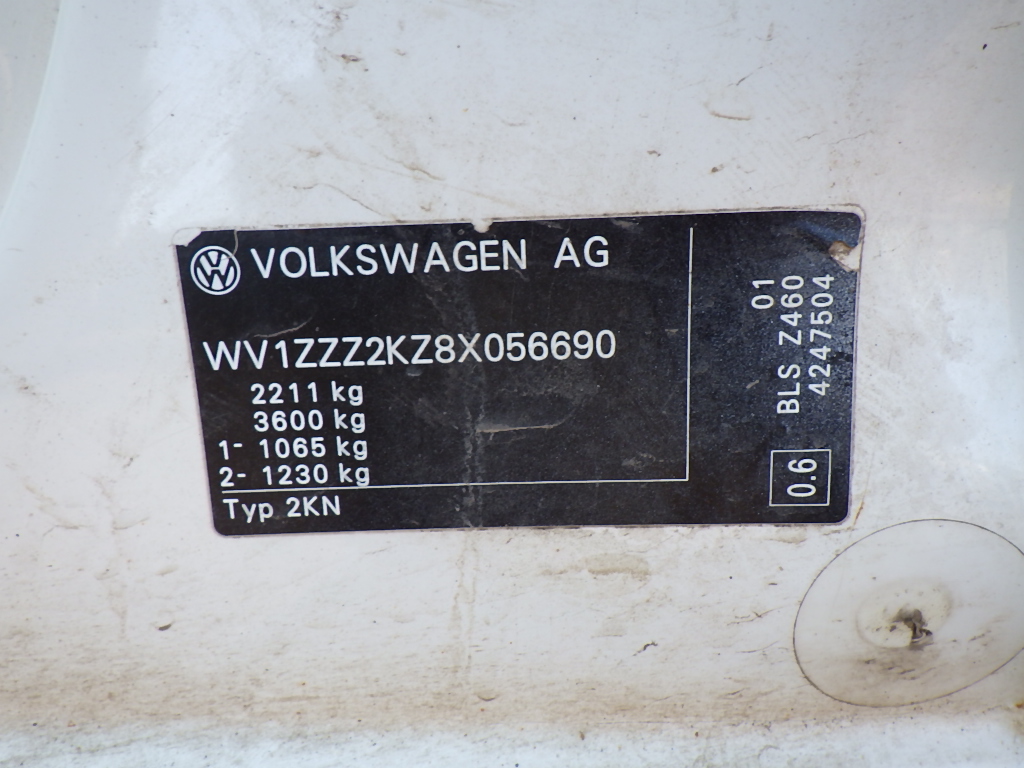 VOLKSWAGEN AG
WV1ZZZ2KZ8X056690
2211 kg
3600 kg
1- 1065 kg
2- 1230 kg
Typ 2KN
01
BLS Z460
4247504
0.6